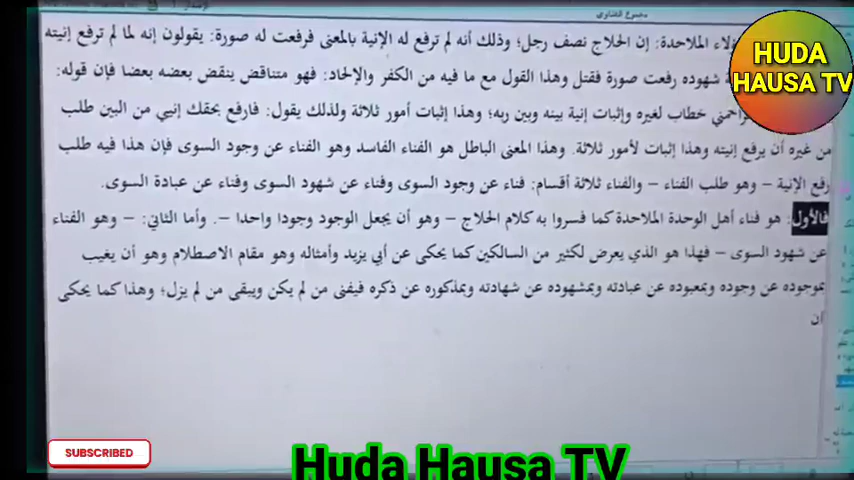 مجموع الفتاوى
هؤلاء الملاحدة: إن الحلاج نصف رجل؛ وذلك أنه لم ترفع له الإنية بالمعنى فرفعت له صورة: يقولون إنه لما لم ترفع إنيته
شهوده رفعت صورة فقتل وهذا القول مع ما فيه من الكفر والإلحاد: فهو متناقض ينقض بعضه بعضا فإن قوله:
خطاب لغيره وإثبات إنية بينه وبين ربه؛ وهذا إثبات أمور ثلاثة ولذلك يقول: فارفع بحقك إنيي من البين طلب
من غيره أن يرفع إنيته وهذا إثبات لأمور ثلاثة. وهذا المعنى الباطل هو الفناء الفاسد وهو الفناء عن وجود السوى فإن هذا فيه طلب
رفع الإنية - وهو طلب الفناء - والفناء ثلاثة أقسام: فناء عن وجود السوى وفناء عن شهود السوى وفناء عن عبادة السوى.
فالأول: هو فناء أهل الوحدة الملاحدة كما فسروا به كلام الحلاج - وهو أن يجعل الوجود وجودا واحدا -. وأما الثاني: - وهو الفناء
عن شهود السوى - فهذا هو الذي يعرض لكثير من السالكين كما يحكى عن أبي يزيد وأمثاله وهو مقام الاصطلام وهو أن يغيب
بموجوده عن وجوده وبمعبوده عن عبادته وبمشهوده عن شهادته وبمذكوره عن ذكره فيفنى من لم يكن ويبقى من لم يزل؛ وهذا كما يحكى
أن
HUDA
HAUSA TV
SUBSCRIBED
Huda Hausa TV